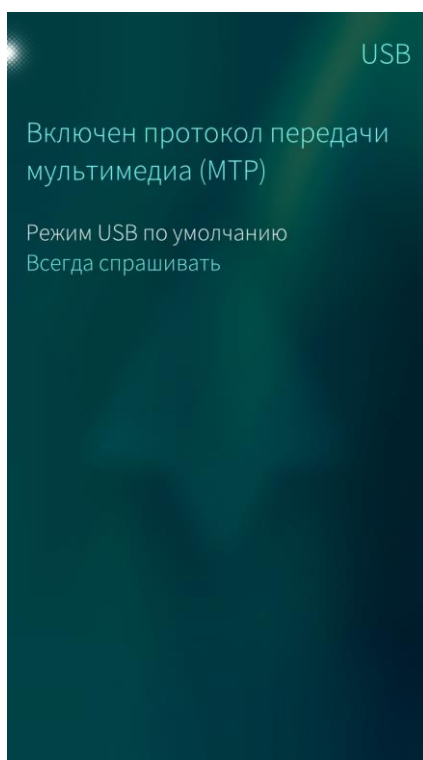 USB
Включен протокол передачи
мультимедиа (MTP)
Режим USB по умолчанию
Всегда спрашивать